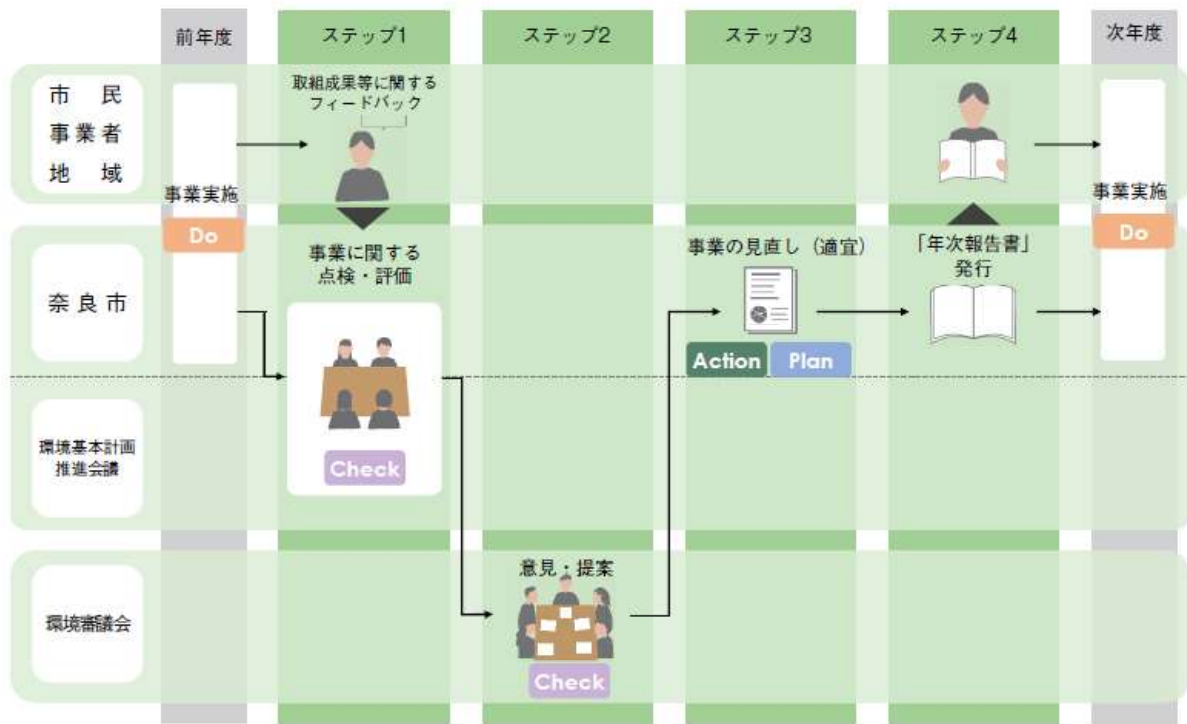 前年度
ステップ1
ステップ2
ステップ3
ステップ4
次年度
市 民
事業者
地 域
取組成果等に関する
フィードバック
事業実施
Do
事業実施
Do
奈良市
事業に関する
点検・評価
事業の見直し（適宜）
「年次報告書」
発行
Action
Plan
環境基本計画
推進会議
Check
環境審議会
意見・提案
Check